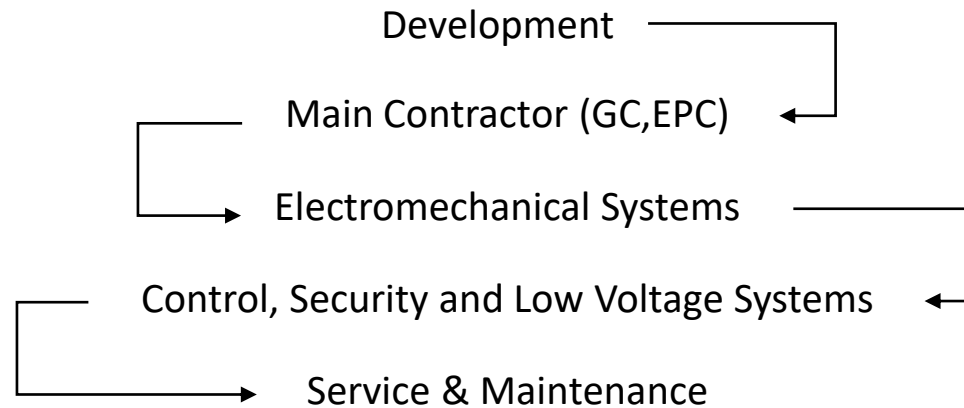 Development
Main Contractor (GC,EPC)
Electromechanical Systems
Control, Security and Low Voltage Systems
Service & Maintenance